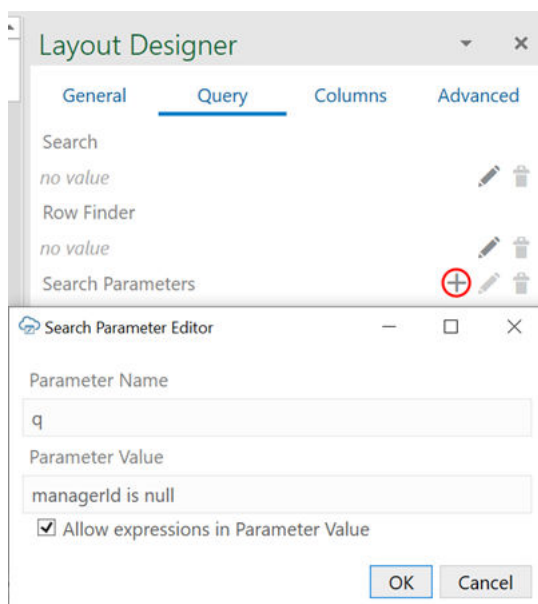 Layout Designer
General Query Columns Advanced
Search
no value
Row Finder
no value
Search Parameters
Search Parameter Editor
Parameter Name
q
Parameter Value
managerId is null
Allow expressions in Parameter Value
OK Cancel